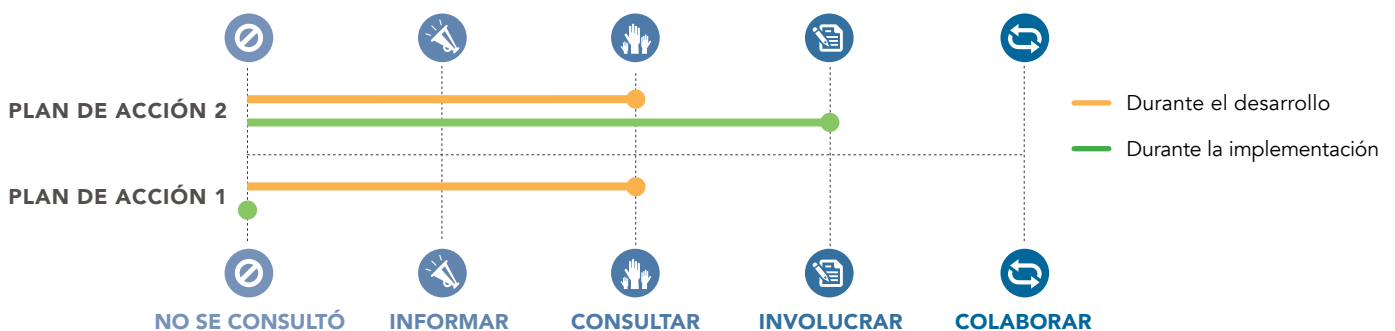 PLAN DE ACCIÓN 2
Durante el desarrollo
Durante la implementación
PLAN DE ACCIÓN 1
NO SE CONSULTÓ
INFORMAR
CONSULTAR
INVOLUCRAR
COLABORAR